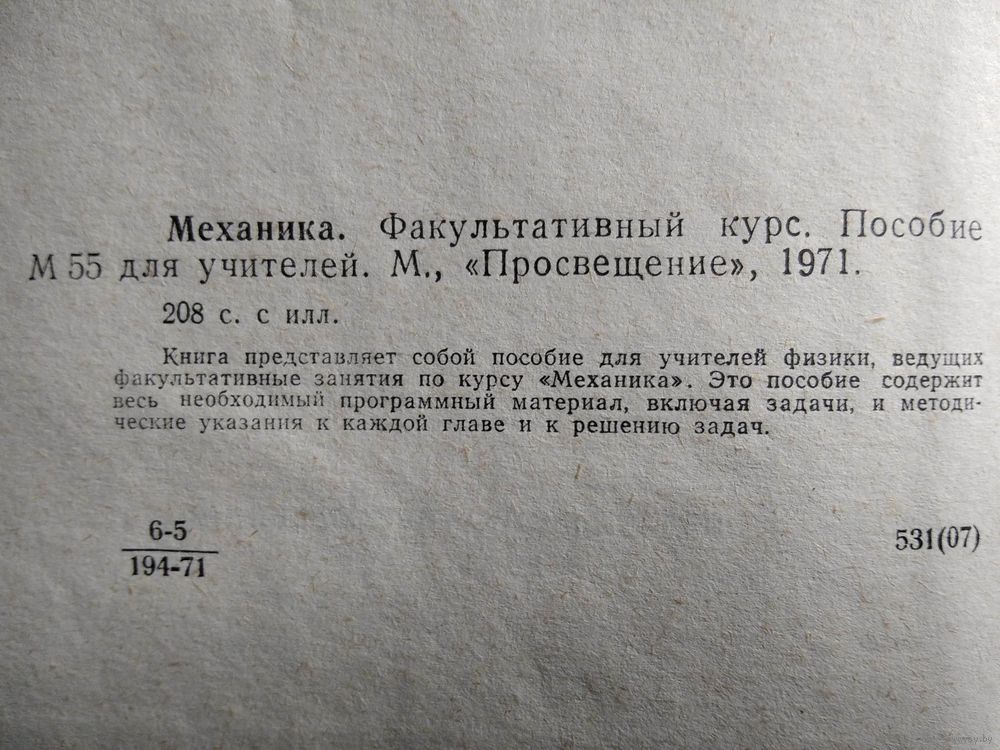 Механика. Факультативный курс. Пособие
М 55 для учителей. М., «Просвещение», 1971.
208 с. с илл.
Книга представляет собой пособие для учителей физики, ведущих
факультативные занятия по курсу «Механика». Это пособие содержит
весь необходимый программный материал, включая задачи, и методи-
ческие указания к каждой главе и к решению задач.
6-5
194-71
531(07)